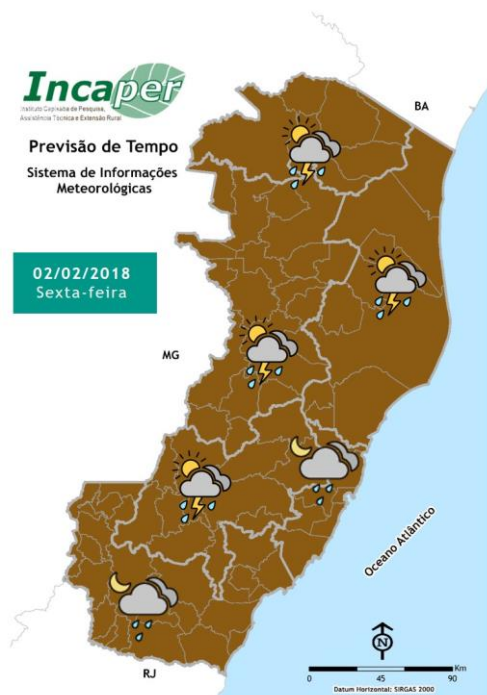 Incaper
Instituto Capixaba de Pesquisa,
Assistência Técnica e Extensão Rural
Previsão de Tempo
Sistema de Informações
Meteorológicas
02/02/2018
Sexta-feira
BA
MG
Oceano Atlântico
RJ
N
Km
0
45
90
Datum Horizontal: SIRGAS 2000